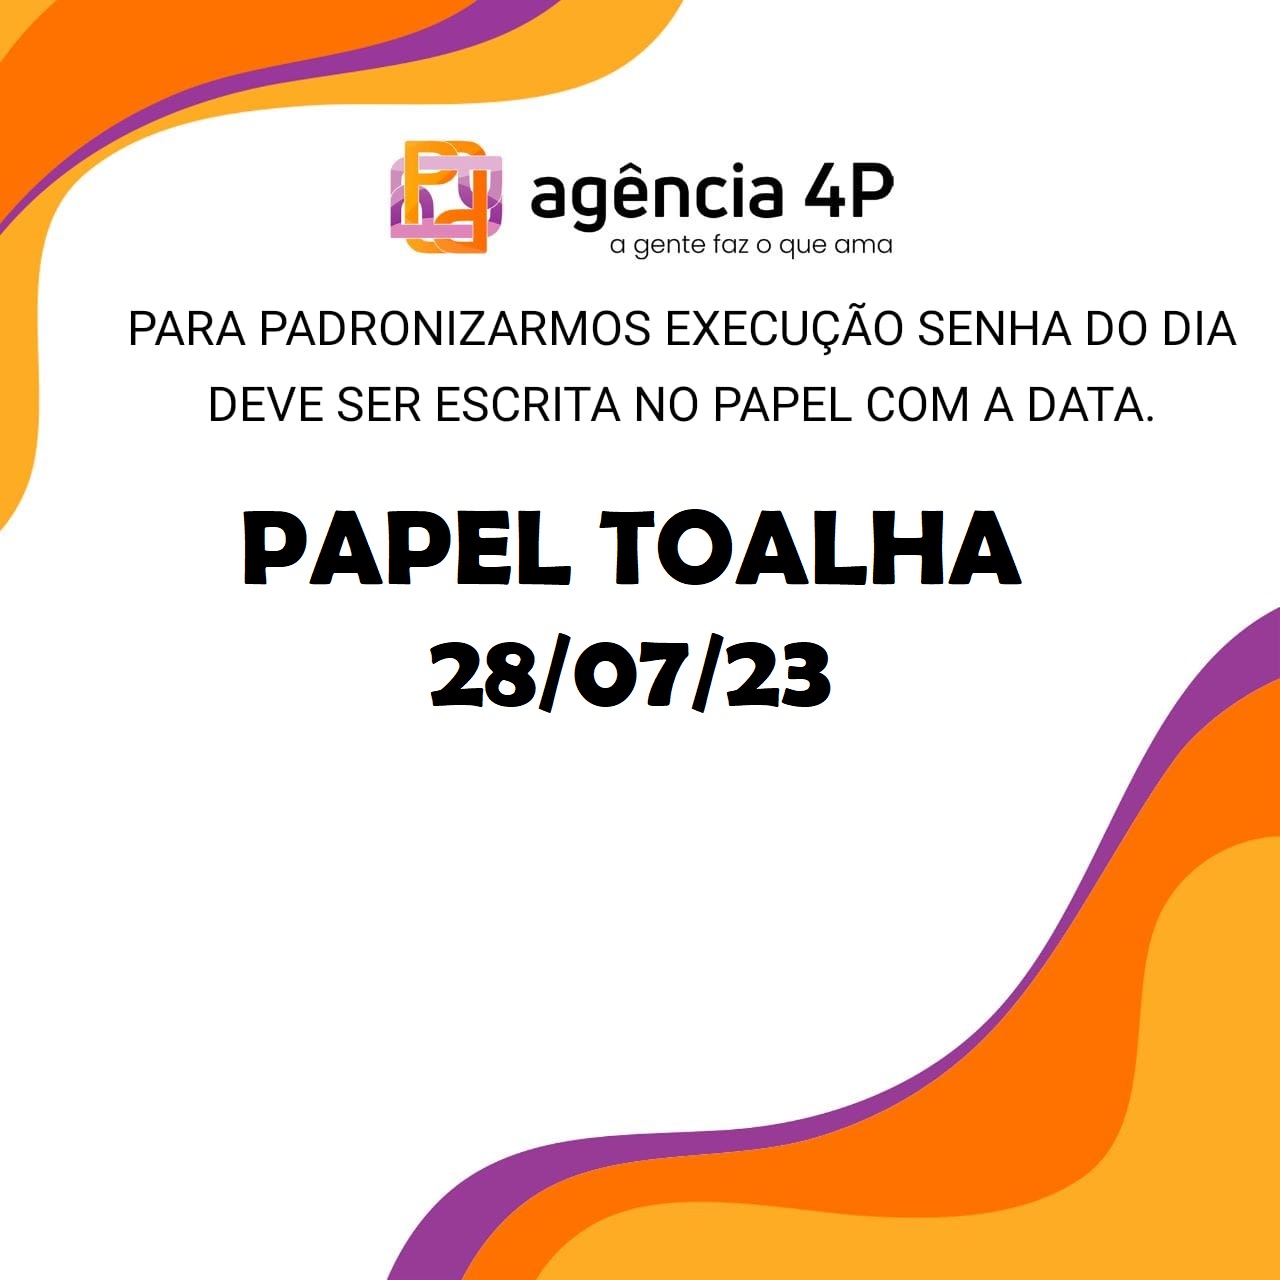 agência 4P
a gente faz o que ama
PARA PADRONIZARMOS EXECUÇÃO SENHA DO DIA
DEVE SER ESCRITA NO PAPEL COM A DATA.
PAPEL TOALHA
28/07/23